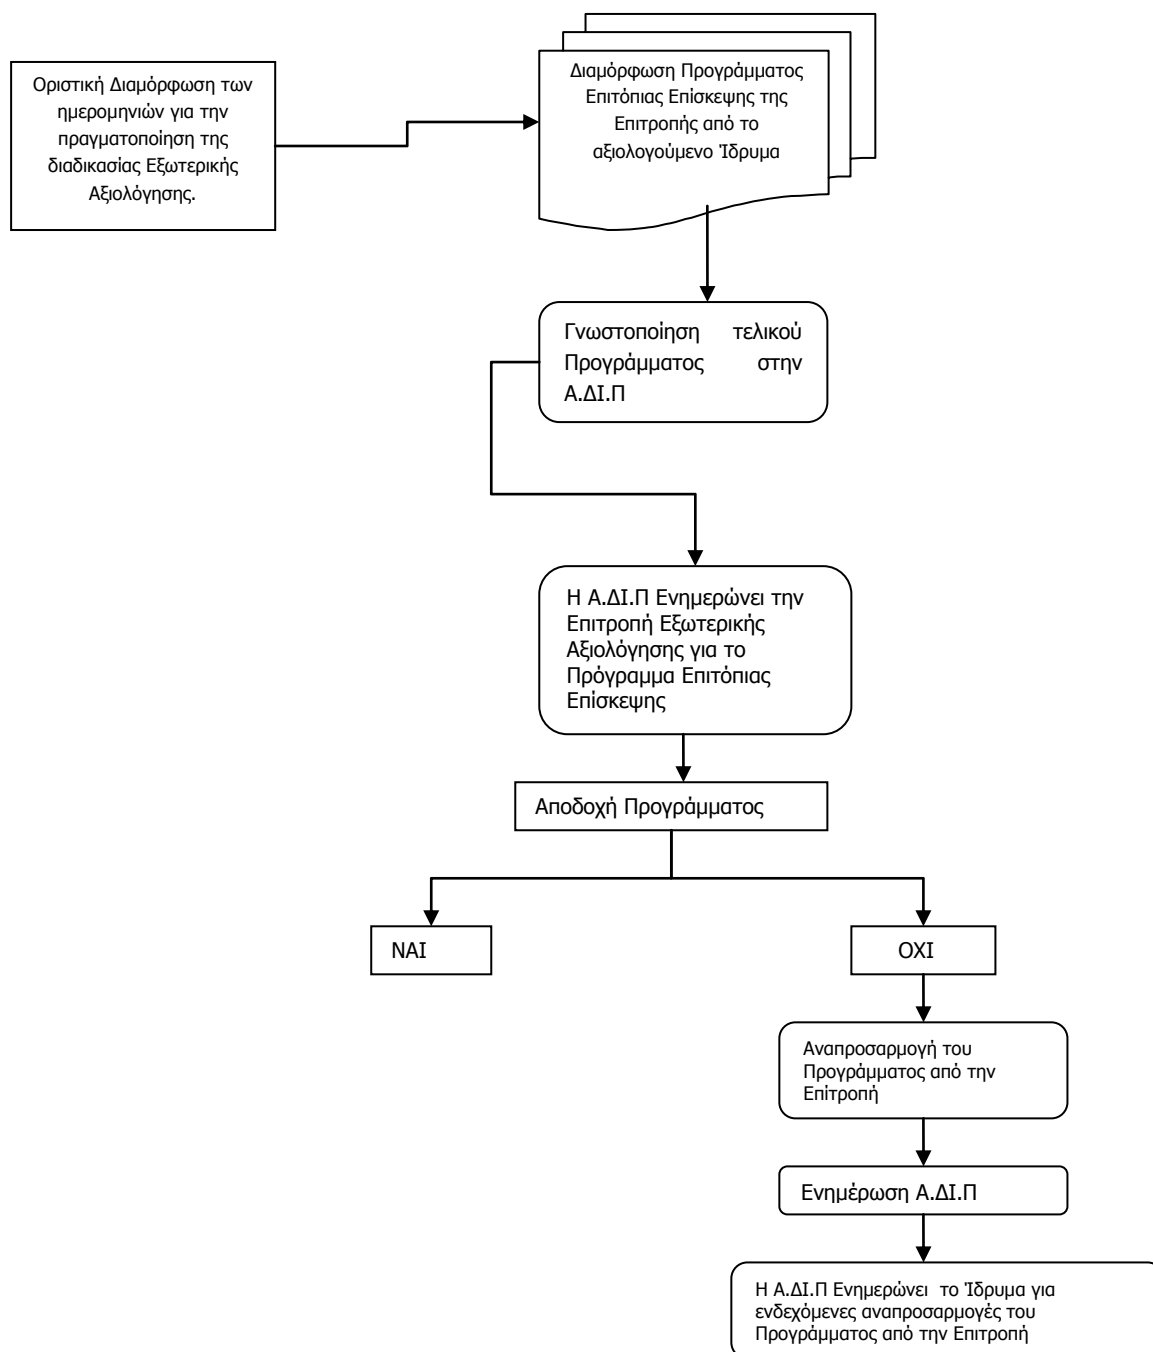 Οριστική Διαμόρφωση των
ημερομηνιών για την
πραγματοποίηση της
διαδικασίας Εξωτερικής
Αξιολόγησης.
Διαμόρφωση Προγράμματος
Επιτόπιας Επίσκεψης της
Επιτροπής από το
αξιολογούμενο Ίδρυμα
Γνωστοποίηση τελικού
Προγράμματος στην
Α.ΔΙ.Π
Η Α.ΔΙ.Π Ενημερώνει την
Επιτροπή Εξωτερικής
Αξιολόγησης για το
Πρόγραμμα Επιτόπιας
Επίσκεψης
Αποδοχή Προγράμματος
ΝΑΙ
ΟΧΙ
Αναπροσαρμογή του
Προγράμματος από την
Επίτροπή
Ενημέρωση Α.ΔΙ.Π
Η Α.ΔΙ.Π Ενημερώνει το Ίδρυμα για
ενδεχόμενες αναπροσαρμογές του
Προγράμματος από την Επιτροπή